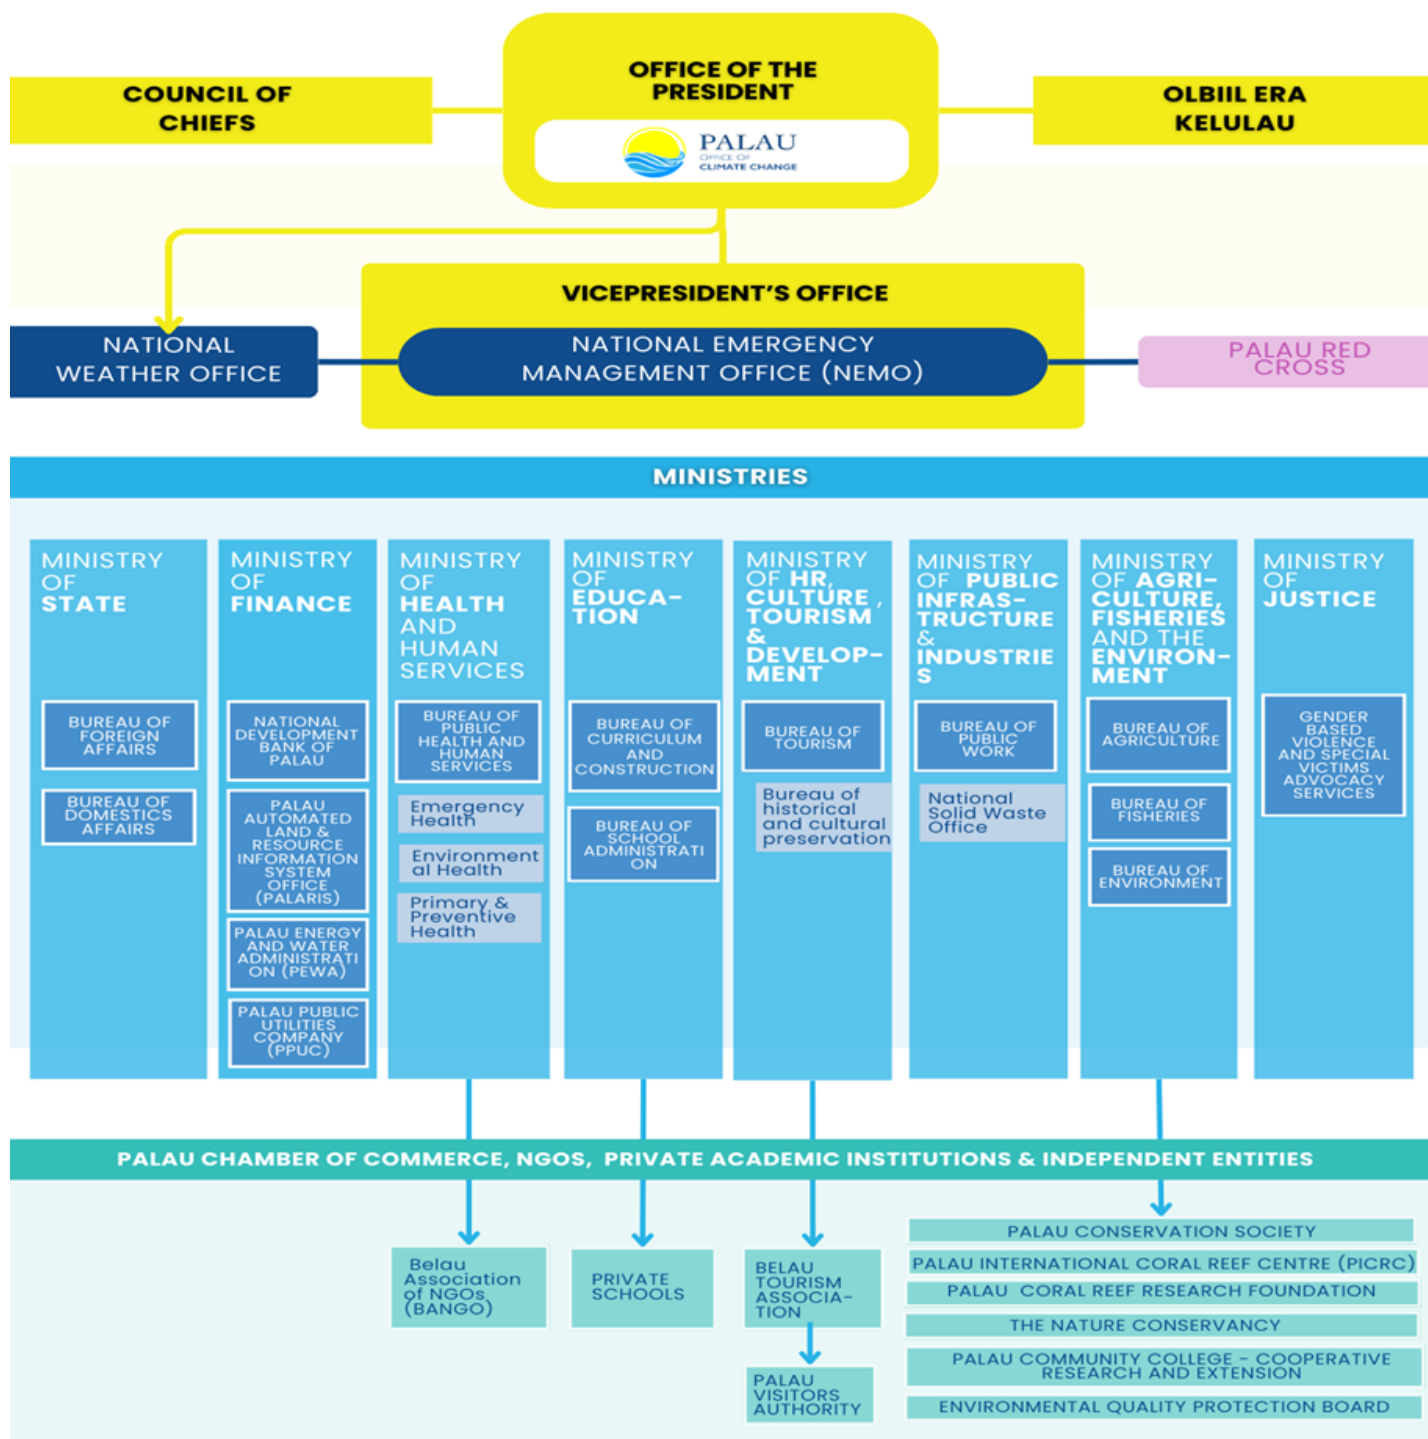 COUNCIL OF
CHIEFS
OFFICE OF THE
PRESIDENT
PALAU
OFFICE OF
CLIMATE CHANGE
OLBIIL ERA
KELULAU
VICEPRESIDENT'S OFFICE
NATIONAL
WEATHER OFFICE
NATIONAL EMERGENCY
MANAGEMENT OFFICE (NEMO)
PALAU RED
CROSS
MINISTRIES
MINISTRY
OF
STATE
BUREAU OF
FOREIGN
AFFAIRS
BUREAU OF
DOMESTICS
AFFAIRS
MINISTRY
OF
FINANCE
NATIONAL
DEVELOPMENT
BANK OF
PALAU
PALAU
AUTOMATED
LAND &
RESOURCE
INFORMATION
SYSTEM
OFFICE
(PALARIS)
PALAU ENERGY
AND WATER
ADMINISTRATI
ON (PEWA)
PALAU PUBLIC
UTILITIES
COMPANY
(PPUC)
MINISTRY
OF
HEALTH
AND
HUMAN
SERVICES
BUREAU OF
PUBLIC
HEALTH AND
HUMAN
SERVICES
Emergency
Health
Environment
al Health
Primary &
Preventive
Health
MINISTRY
OF
EDUCA-
TION
BUREAU OF
CURRICULUM
AND
CONSTRUCTION
BUREAU OF
SCHOOL
ADMINISTRATI
ON
MINISTRY
OF HR,
CULTURE ,
TOURISM
&
DEVELOP-
MENT
BUREAU OF
TOURISM
Bureau of
historical
and cultural
preservation
MINISTRY
OF PUBLIC
INFRAS-
TRUCTURE
&
INDUSTRIE
S
BUREAU OF
PUBLIC
WORK
National
Solid Waste
Office
MINISTRY
OF AGRI-
CULTURE,
FISHERIES
AND THE
ENVIRON-
MENT
BUREAU OF
AGRICULTURE
BUREAU OF
FISHERIES
BUREAU OF
ENVIRONMENT
MINISTRY
OF
JUSTICE
GENDER
BASED
VIOLENCE
AND SPECIAL
VICTIMS
ADVOCACY
SERVICES
PALAU CHAMBER OF COMMERCE, NGOS, PRIVATE ACADEMIC INSTITUTIONS & INDEPENDENT ENTITIES
Belau
Association
of NGOs
(BANGO)
PRIVATE
SCHOOLS
BELAU
TOURISM
ASSOCIA-
TION
PALAU
VISITORS
AUTHORITY
PALAU CONSERVATION SOCIETY
PALAU INTERNATIONAL CORAL REEF CENTRE (PICRC)
PALAU CORAL REEF RESEARCH FOUNDATION
THE NATURE CONSERVANCY
PALAU COMMUNITY COLLEGE - COOPERATIVE
RESEARCH AND EXTENSION
ENVIRONMENTAL QUALITY PROTECTION BOARD